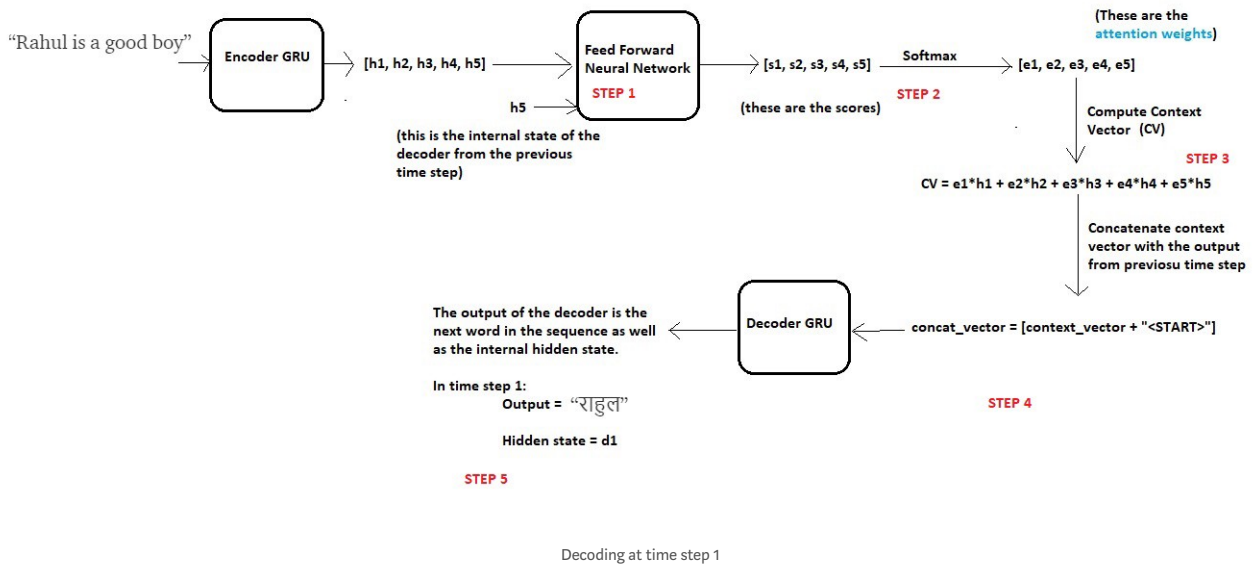 “Rahul is a good boy”
Encoder GRU
[h1, h2, h3, h4, h5]
h5
(this is the internal state of the
decoder from the previous
time step)
Feed Forward
Neural Network
STEP 1
[s1, s2, s3, s4, s5]
(these are the scores)
Softmax
STEP 2
(These are the
attention weights)
[e1, e2, e3, e4, e5]
Compute Context
Vector (CV)
STEP 3
CV = e1*h1 + e2*h2 + e3*h3 + e4*h4 + e5*h5
Concatenate context
vector with the output
from previosu time step
concat_vector = [context_vector + "<START>"]
STEP 4
Decoder GRU
The output of the decoder is the
next word in the sequence as well
as the internal hidden state.
In time step 1:
Output = “राहुल”
Hidden state = d1
STEP 5
Decoding at time step 1